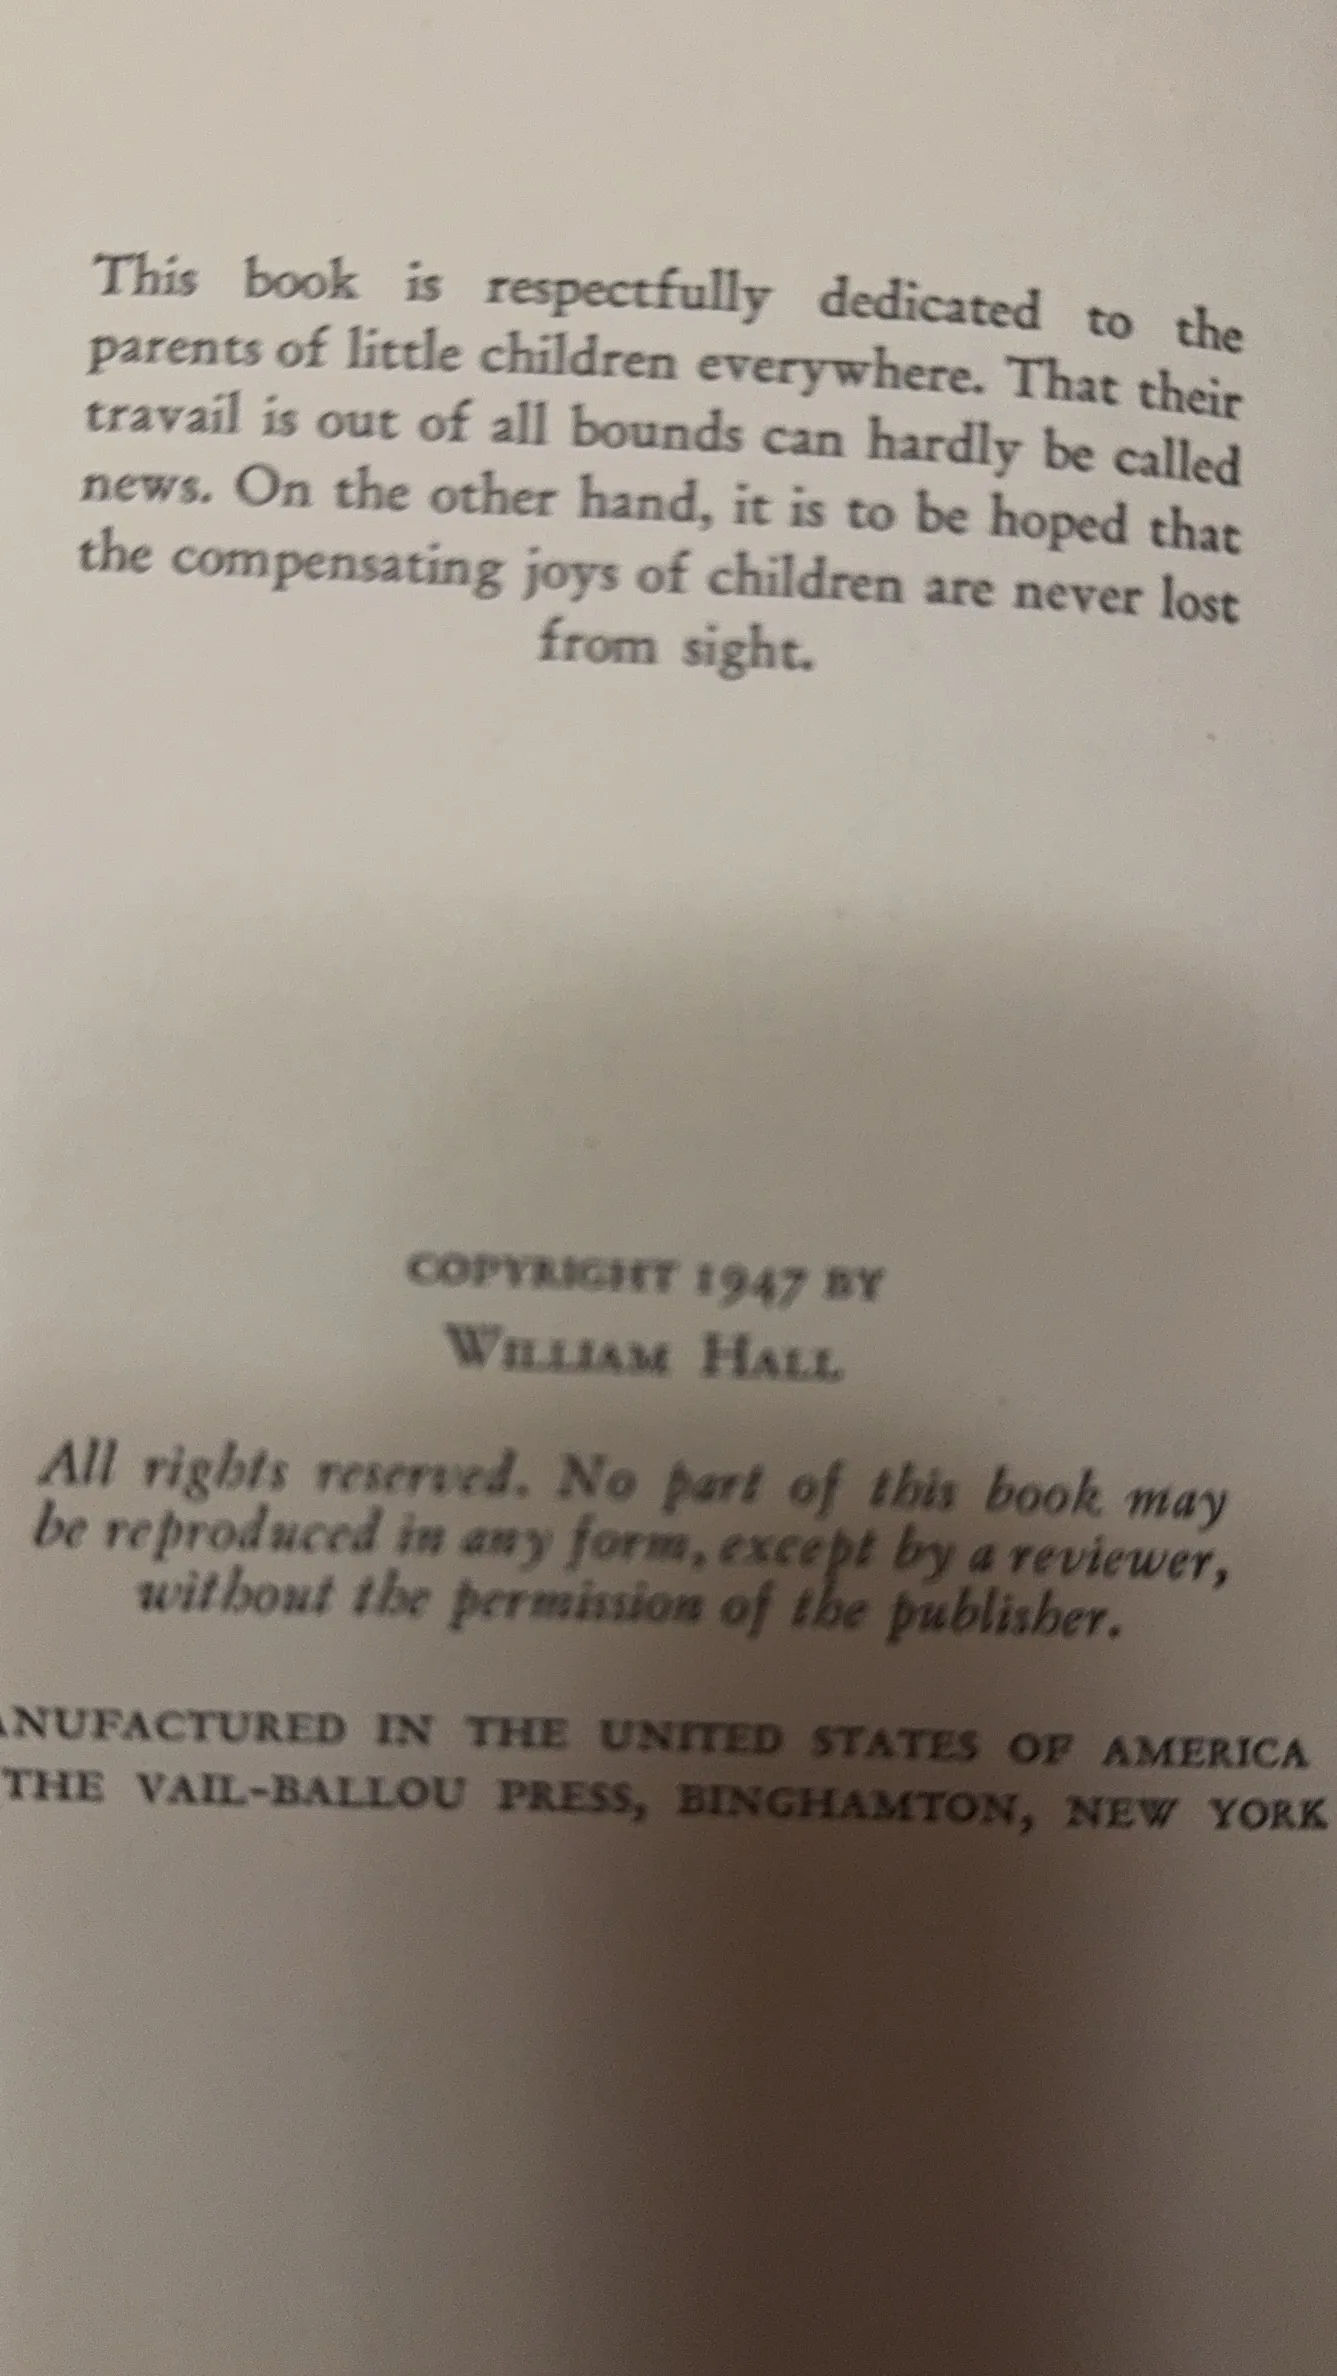 This book is respectfully dedicated to the
parents of little children everywhere. That their
travail is out of all bounds can hardly be called
news. On the other hand, it is to be hoped that
the compensating joys of children are never lost
from sight.
COPYRIGHT 1947 BY
WILLIAM HALL
All rights reserved. No part of this book may
be reproduced in any form, except by a reviewer,
without the permission of the publisher.
ANUFACTURED IN THE UNITED STATES OF AMERICA
THE VAIL-BALLOU PRESS, BINGHAMTON, NEW YORK